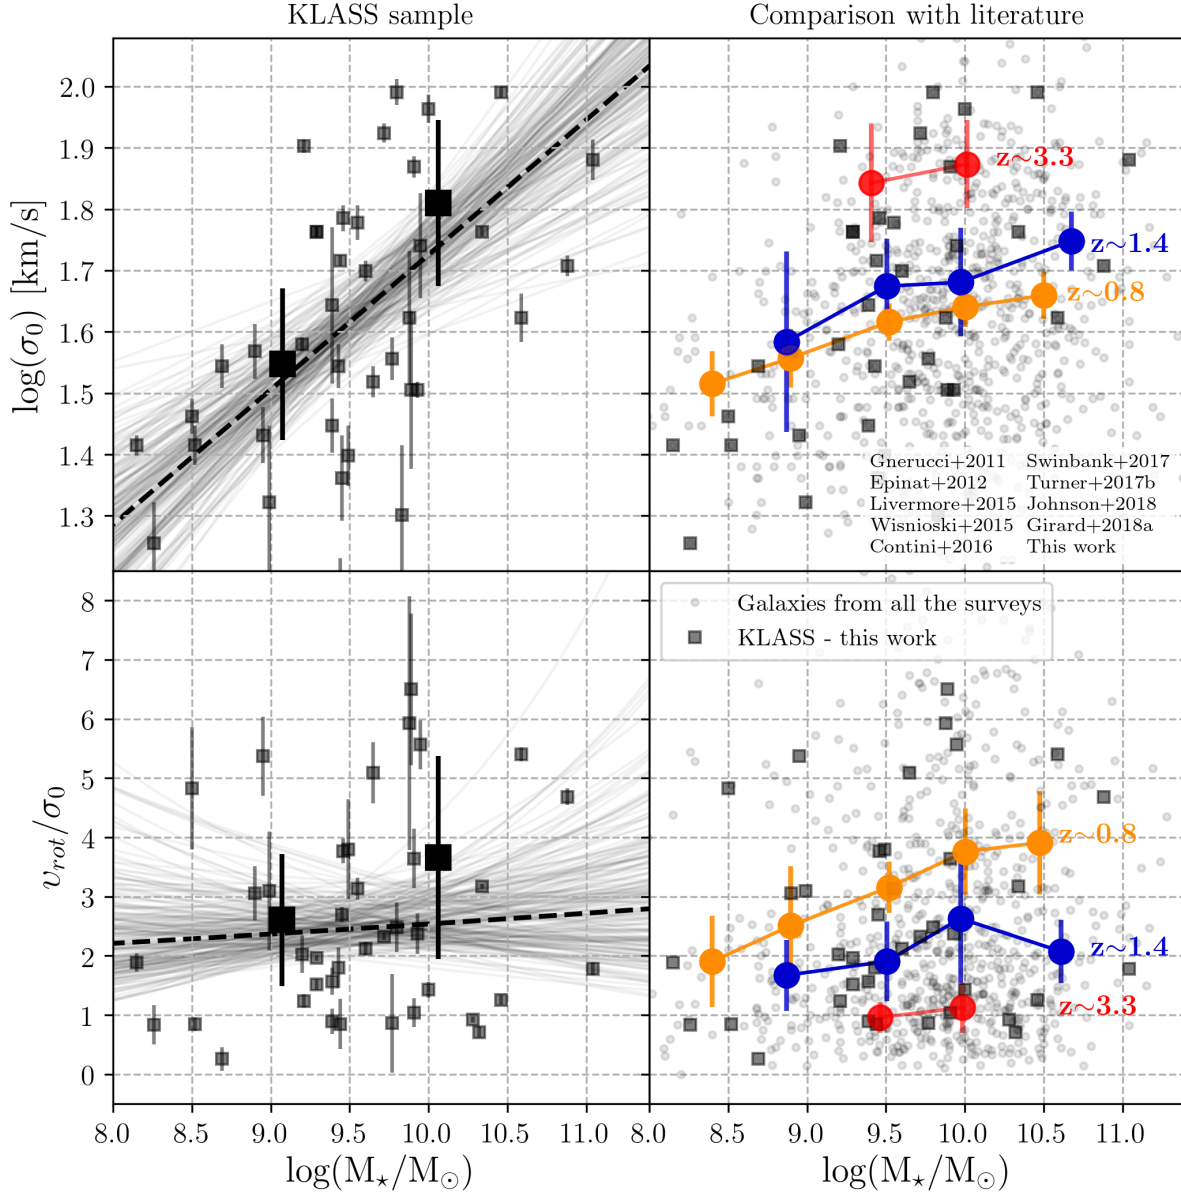 KLASS sample
Comparison with literature
log(σ₀) [km/s]
2.0
1.9
1.8
1.7
1.6
1.5
1.4
1.3
z~3.3
z~1.4
z~0.8
Gnerucci+2011 Swinbank+2017
Epinat+2012 Turner+2017b
Livermore+2015 Johnson+2018
Wisnioski+2015 Girard+2018a
Contini+2016 This work
v_rot/σ₀
8
7
6
5
4
3
2
1
0
Galaxies from all the surveys
KLASS - this work
z~0.8
z~1.4
z~3.3
8.0 8.5 9.0 9.5 10.0 10.5 11.0 8.0 8.5 9.0 9.5 10.0 10.5 11.0
log(M⋆/M⊙) log(M⋆/M⊙)